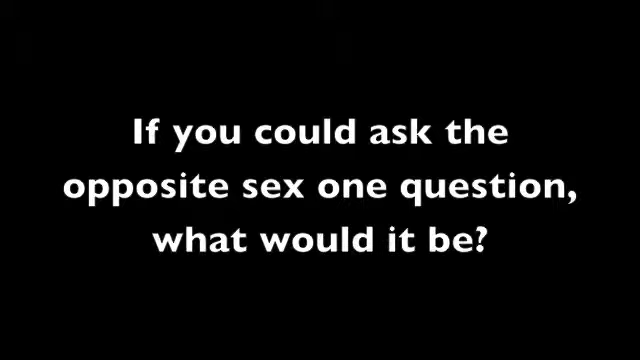 If you could ask the
opposite sex one question,
what would it be?